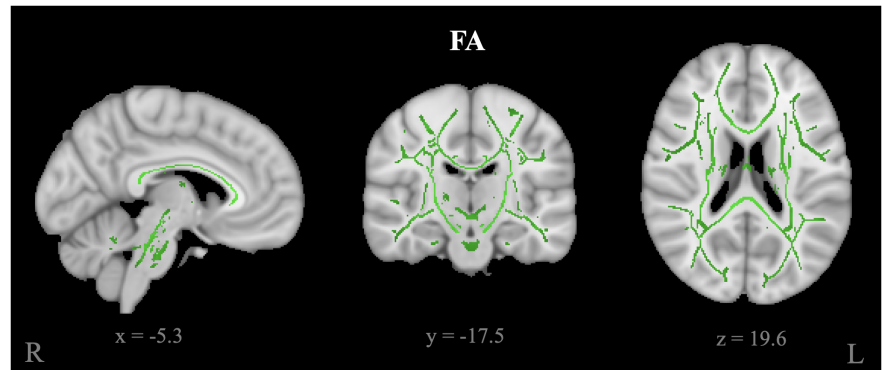 FA
x = -5.3
y = -17.5
z = 19.6
R
L